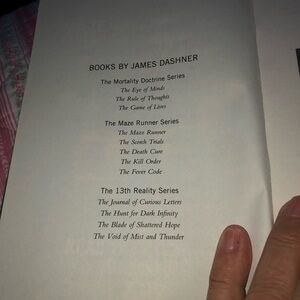 BOOKS BY JAMES DASHNER
The Mortality Doctrine Series
The Eye of Minds
The Rule of Thoughts
The Game of Lives
The Maze Runner Series
The Maze Runner
The Scorch Trials
The Death Cure
The Kill Order
The Fever Code
The 13th Reality Series
The Journal of Curious Letters
The Hunt for Dark Infinity
The Blade of Shattered Hope
The Void of Mist and Thunder